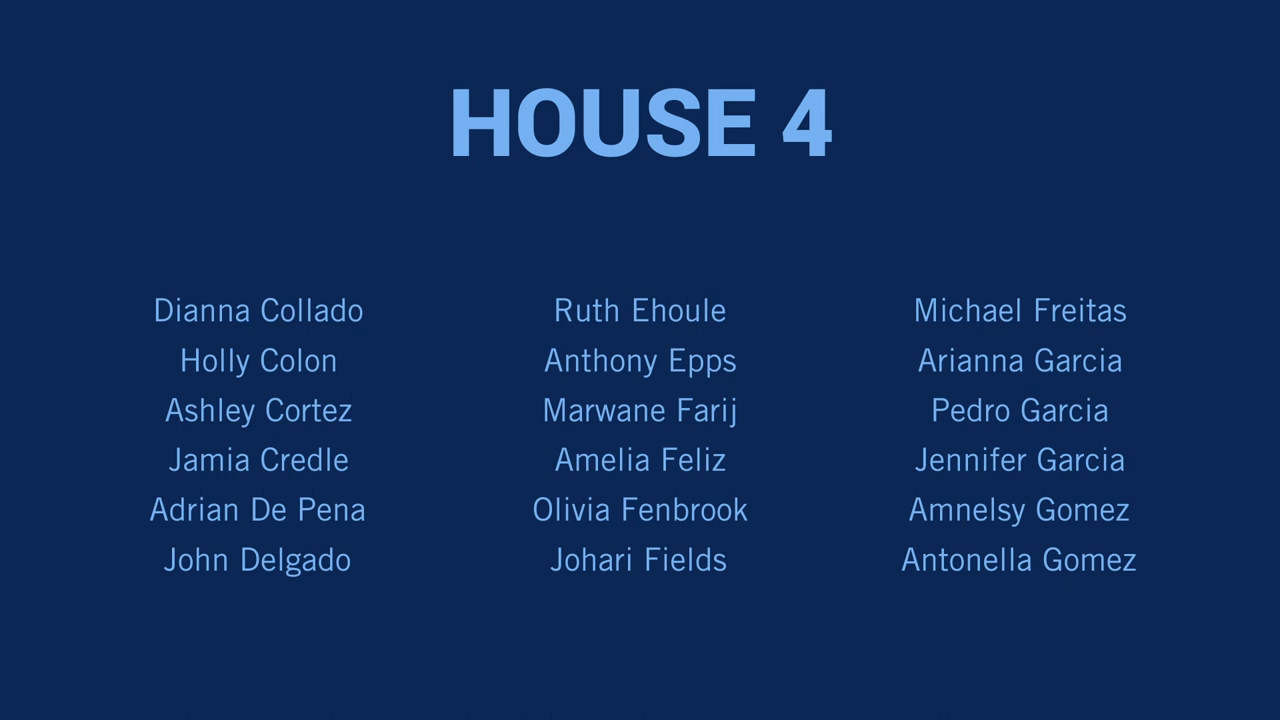 HOUSE 4
Dianna Collado
Holly Colon
Ashley Cortez
Jamia Credle
Adrian De Pena
John Delgado
Ruth Ehoule
Anthony Epps
Marwane Farij
Amelia Feliz
Olivia Fenbrook
Johari Fields
Michael Freitas
Arianna Garcia
Pedro Garcia
Jennifer Garcia
Amnelsy Gomez
Antonella Gomez